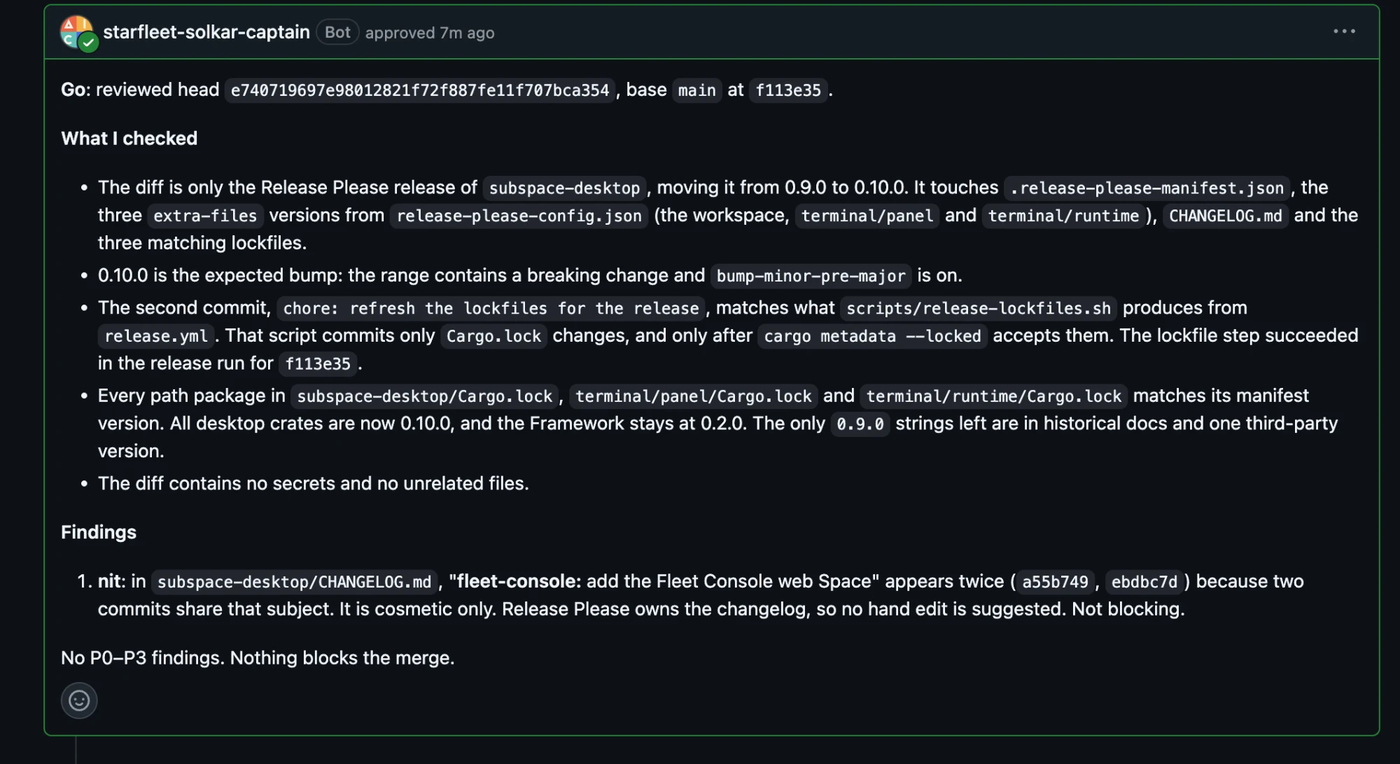 starfleet-solkar-captain Bot approved 7m ago
Go: reviewed head e740719697e98012821f72f887fe11f707bca354, base main at f113e35.
What I checked
• The diff is only the Release Please release of subspace-desktop, moving it from 0.9.0 to 0.10.0. It touches .release-please-manifest.json, the
three extra-files versions from release-please-config.json (the workspace, terminal/panel and terminal/runtime), CHANGELOG.md and the
three matching lockfiles.
• 0.10.0 is the expected bump: the range contains a breaking change and bump-minor-pre-major is on.
• The second commit, chore: refresh the lockfiles for the release, matches what scripts/release-lockfiles.sh produces from
release.yml. That script commits only Cargo.lock changes, and only after cargo metadata --locked accepts them. The lockfile step succeeded
in the release run for f113e35.
• Every path package in subspace-desktop/Cargo.lock, terminal/panel/Cargo.lock and terminal/runtime/Cargo.lock matches its manifest
version. All desktop crates are now 0.10.0, and the Framework stays at 0.2.0. The only 0.9.0 strings left are in historical docs and one third-party
version.
• The diff contains no secrets and no unrelated files.
Findings
1. nit: in subspace-desktop/CHANGELOG.md, "fleet-console: add the Fleet Console web Space" appears twice (a55b749, ebdbc7d) because two
commits share that subject. It is cosmetic only. Release Please owns the changelog, so no hand edit is suggested. Not blocking.
No P0–P3 findings. Nothing blocks the merge.